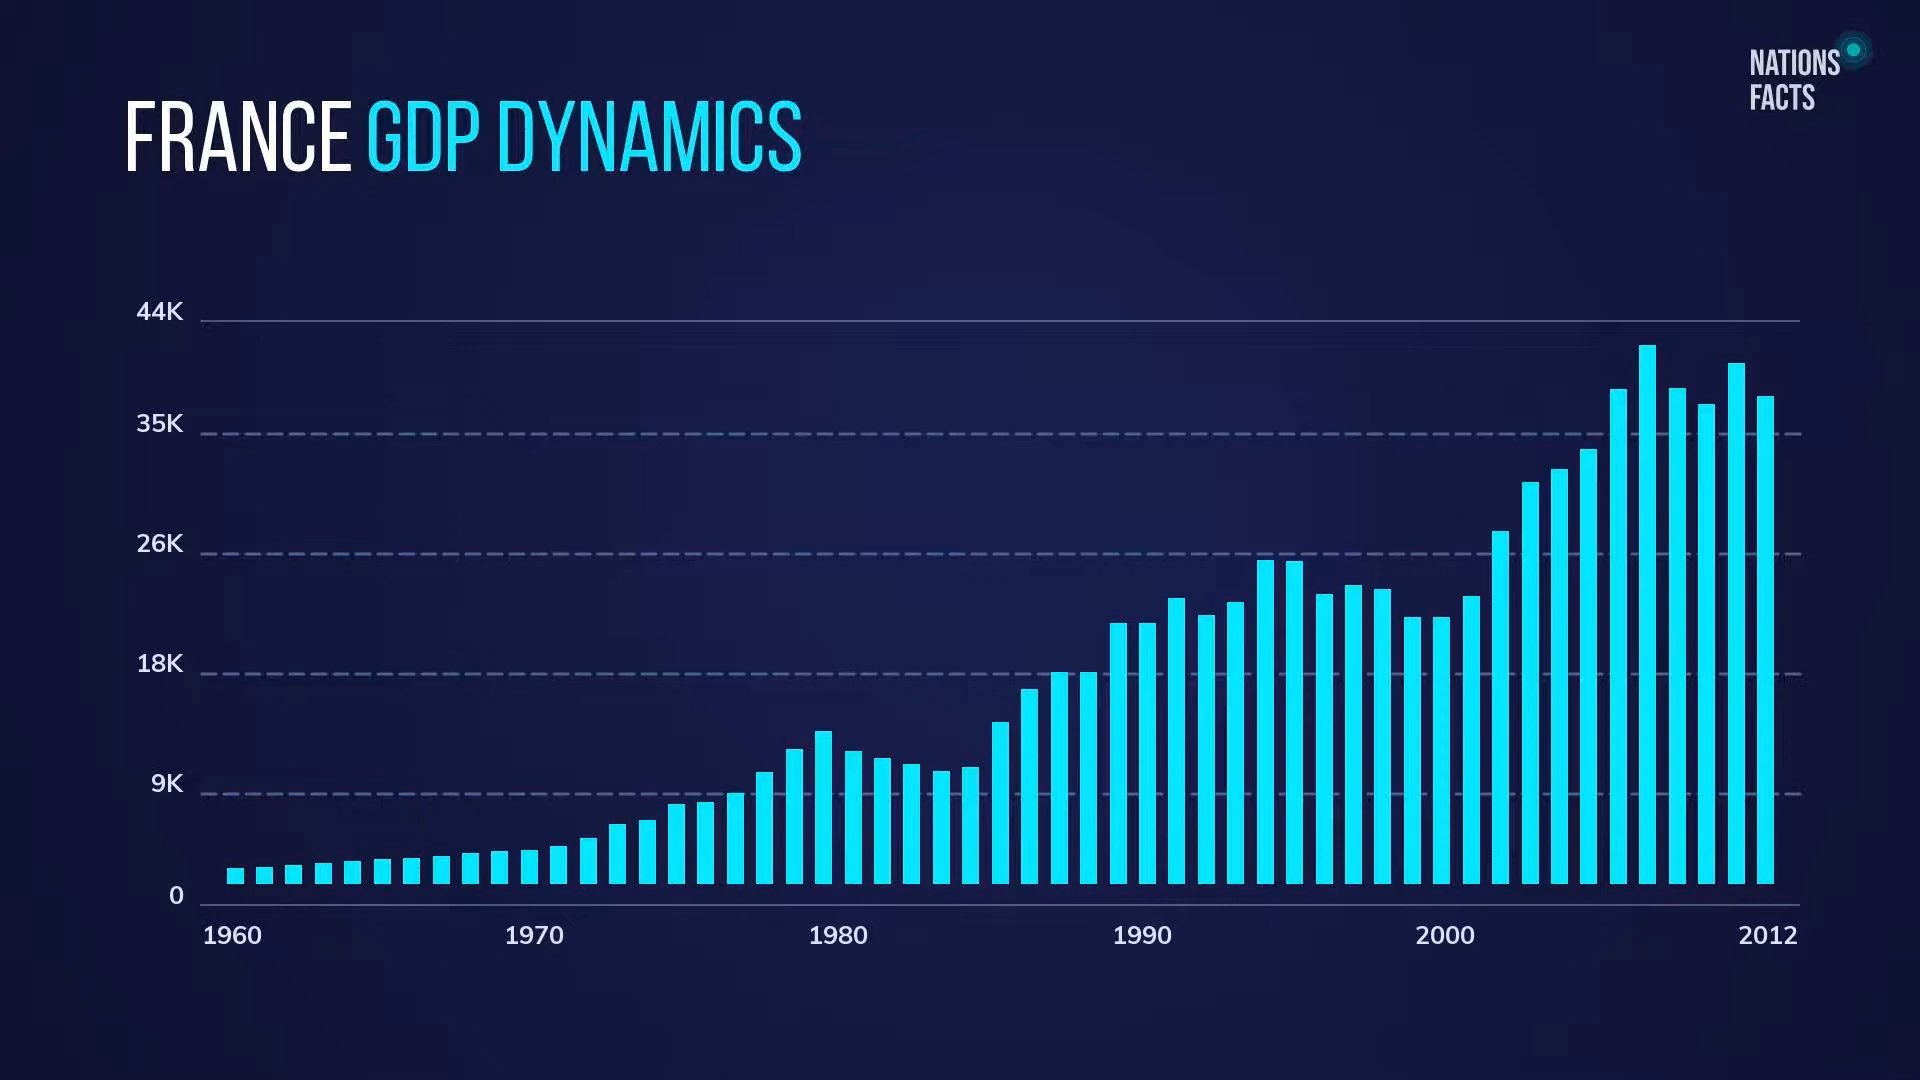 NATIONS
FACTS
FRANCE GDP DYNAMICS
44K
35K
26K
18K
9K
0
1960 1970 1980 1990 2000 2012